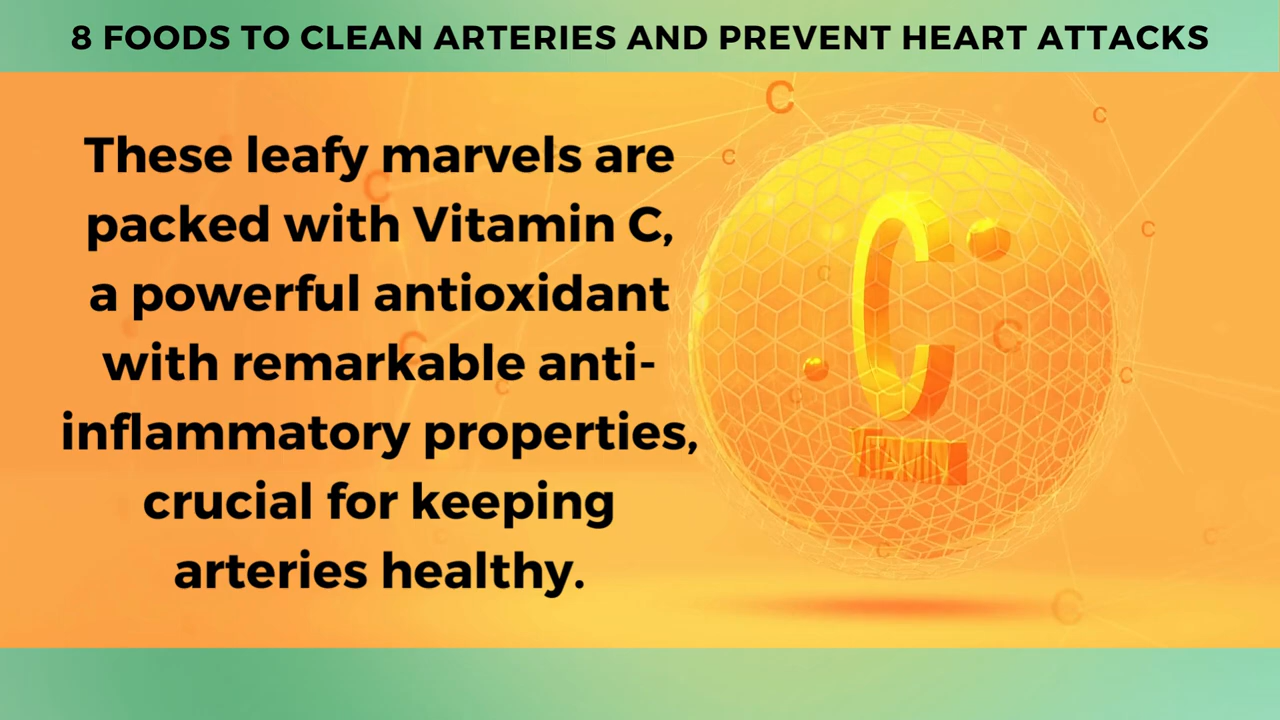 8 FOODS TO CLEAN ARTERIES AND PREVENT HEART ATTACKS
These leafy marvels are
packed with Vitamin C,
a powerful antioxidant
with remarkable anti-
inflammatory properties,
crucial for keeping
arteries healthy.
C